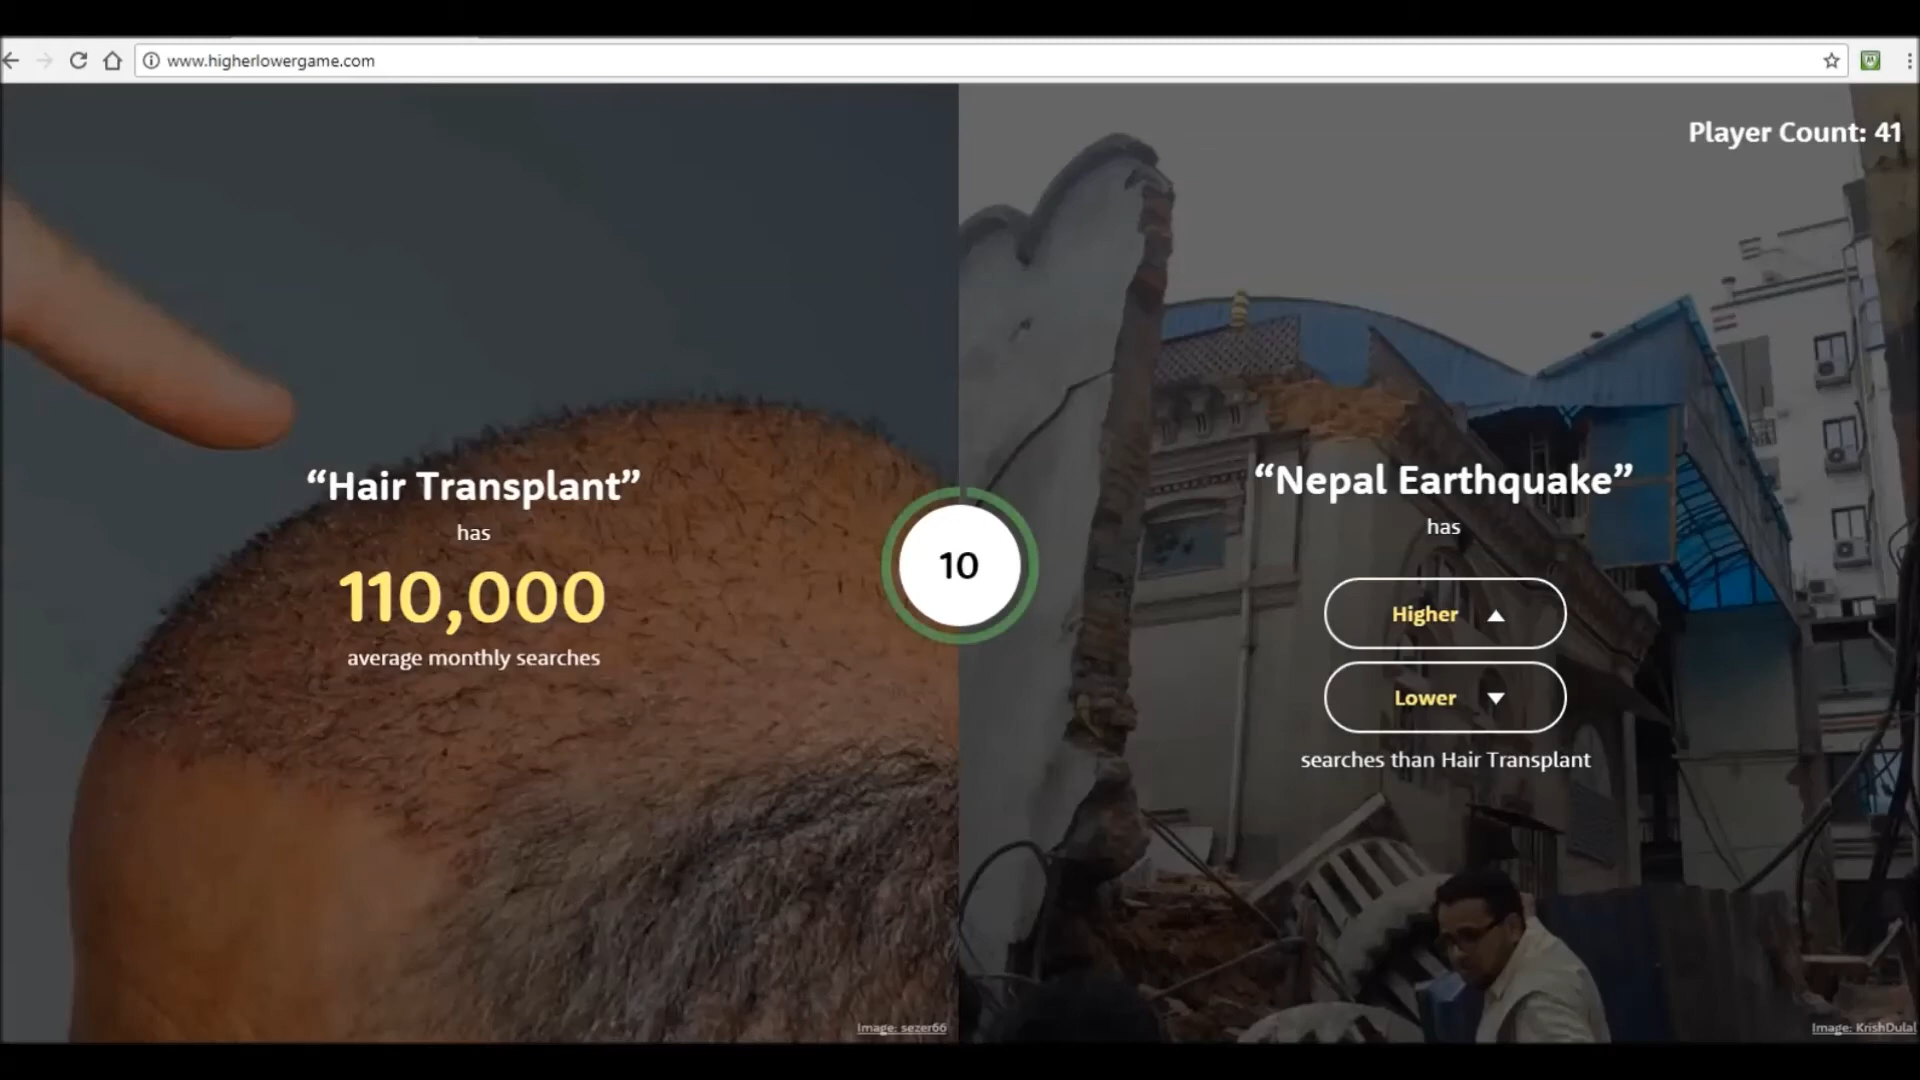 www.higherlowergame.com
Player Count: 41
“Hair Transplant”
has
110,000
average monthly searches
10
“Nepal Earthquake”
has
Higher
Lower
searches than Hair Transplant
Image: sezer66
Image: KrishDulal